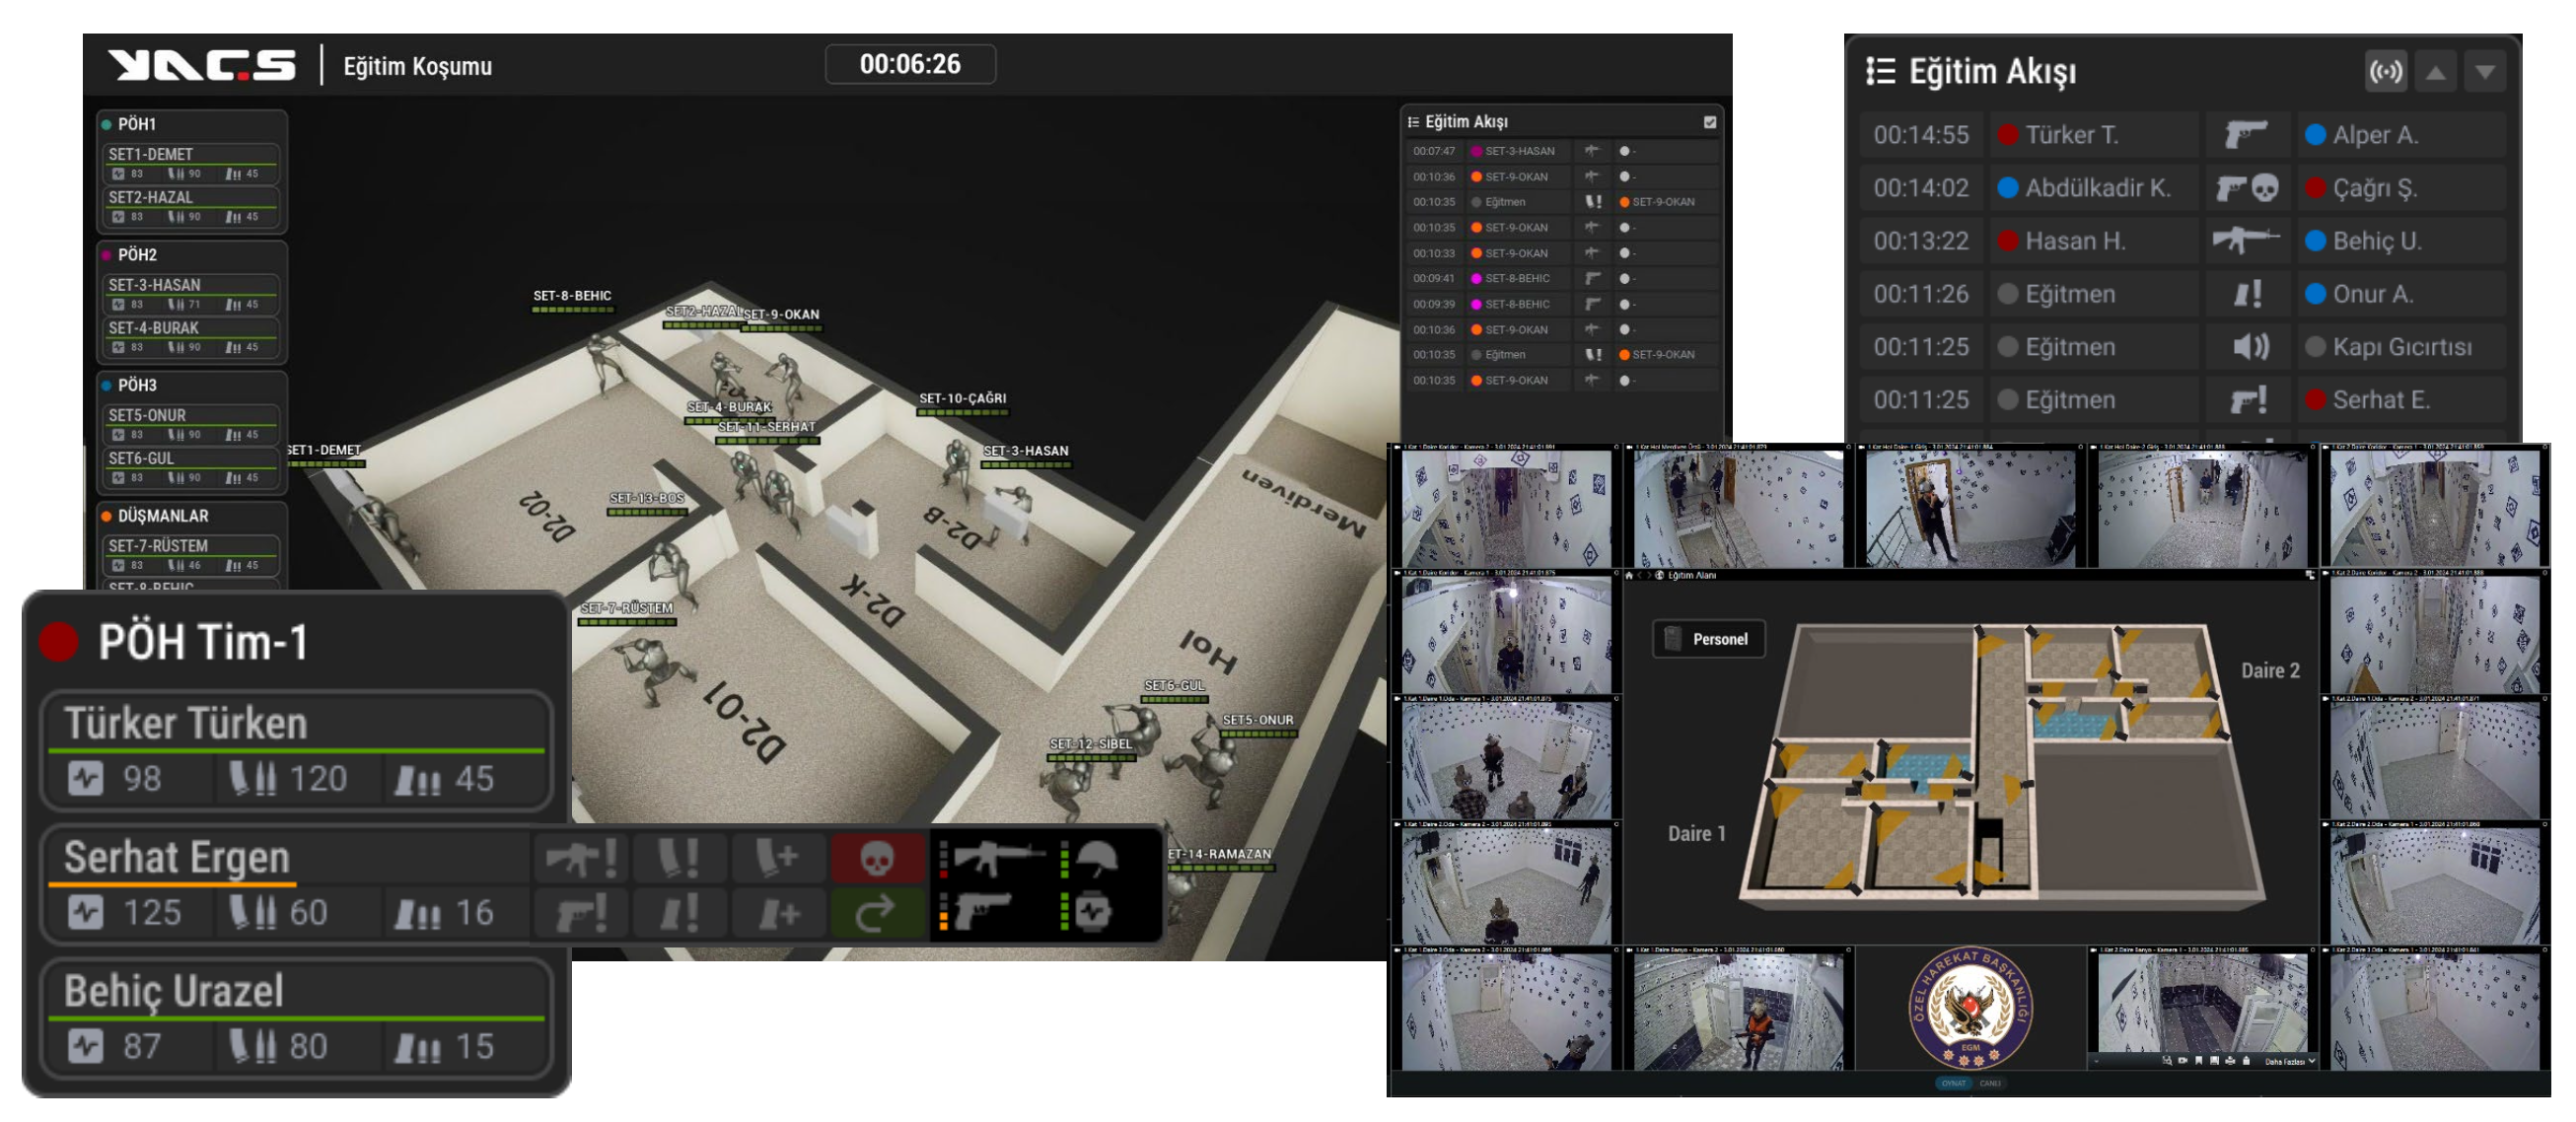 YACS
Eğitim Koşumu
00:06:26
PÖH1
SET1-DEMET
83 90 45
SET2-HAZAL
83 90 45
PÖH2
SET-3-HASAN
83 71 45
SET-4-BURAK
83 90 45
PÖH3
SET5-ONUR
83 90 45
SET6-GUL
83 90 45
DÜŞMANLAR
SET-7-RÜSTEM
83 46 45
SET-8-BEHIC
SET-8-BEHIC
SET2-HAZAL
SET-9-OKAN
SET-4-BURAK
SET-11-SERHAT
SET-10-ÇAĞRI
SET-3-HASAN
SET1-DEMET
SET-13-BOS
SET-7-RÜSTEM
SET6-GUL
SET5-ONUR
SET-12-SİBEL
ET-14-RAMAZAN
D2-02
D2-B
D2-K
D2-01
Hol
Merdiven
Eğitim Akışı
00:07:47 SET-3-HASAN -
00:10:36 SET-9-OKAN -
00:10:35 Eğitmen SET-9-OKAN
00:10:35 SET-9-OKAN -
00:10:33 SET-9-OKAN -
00:09:41 SET-8-BEHIC -
00:09:39 SET-8-BEHIC -
00:10:36 SET-9-OKAN -
00:10:35 Eğitmen SET-9-OKAN
00:10:35 SET-9-OKAN -
Eğitim Akışı
00:14:55 Türker T. Alper A.
00:14:02 Abdülkadir K. Çağrı Ş.
00:13:22 Hasan H. Behiç U.
00:11:26 Eğitmen Onur A.
00:11:25 Eğitmen Kapı Gıcırtısı
00:11:25 Eğitmen Serhat E.
PÖH Tim-1
Türker Türken
98 120 45
Serhat Ergen
125 60 16
Behiç Urazel
87 80 15
Eğitim Alanı
Personel
Daire 2
Daire 1
ÖZEL HAREKAT BAŞKANLIĞI
EGM
Daha Fazlası
OYNAT CANLI